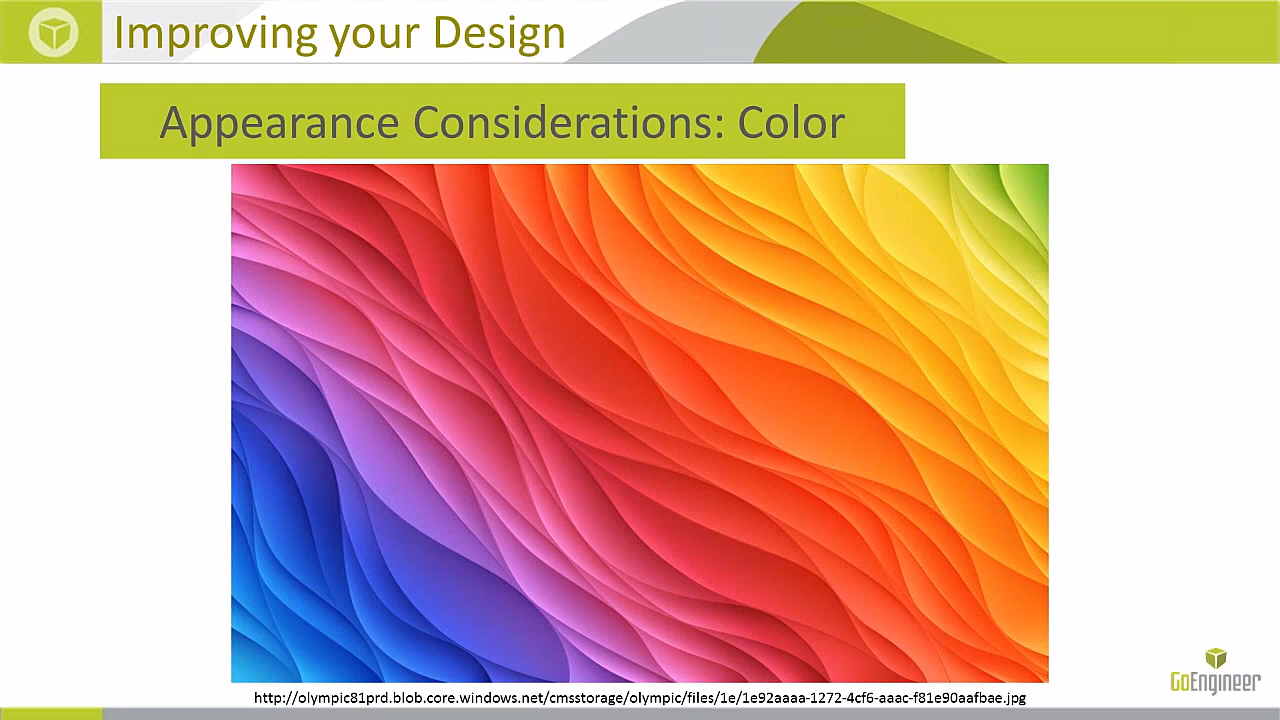 Improving your Design
Appearance Considerations: Color
http://olympic81prd.blob.core.windows.net/cmsstorage/olympic/files/1e/1e92aaaa-1272-4cf6-aaac-f81e90aafbae.jpg
GoEngineer